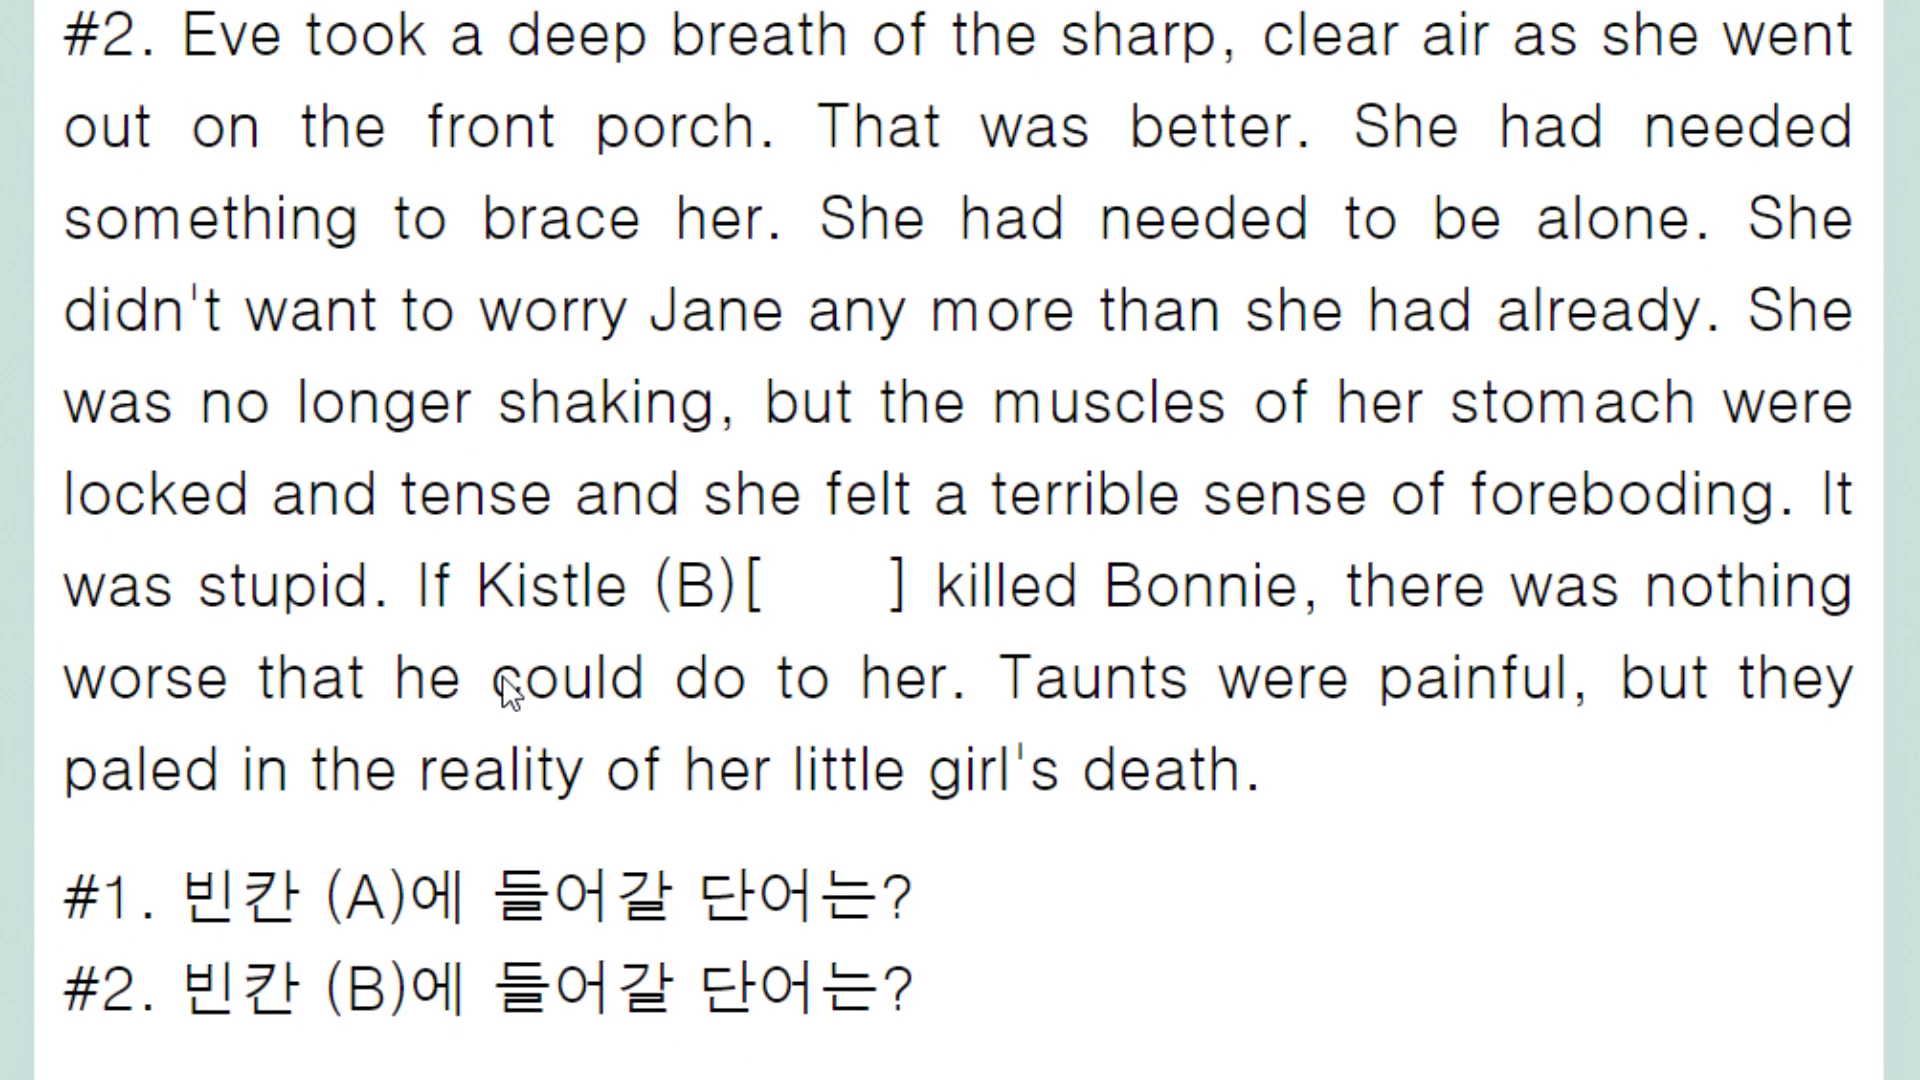 #2. Eve took a deep breath of the sharp, clear air as she went
out on the front porch. That was better. She had needed
something to brace her. She had needed to be alone. She
didn't want to worry Jane any more than she had already. She
was no longer shaking, but the muscles of her stomach were
locked and tense and she felt a terrible sense of foreboding. It
was stupid. If Kistle (B)[ ] killed Bonnie, there was nothing
worse that he could do to her. Taunts were painful, but they
paled in the reality of her little girl's death.
#1. 빈칸 (A)에 들어갈 단어는?
#2. 빈칸 (B)에 들어갈 단어는?